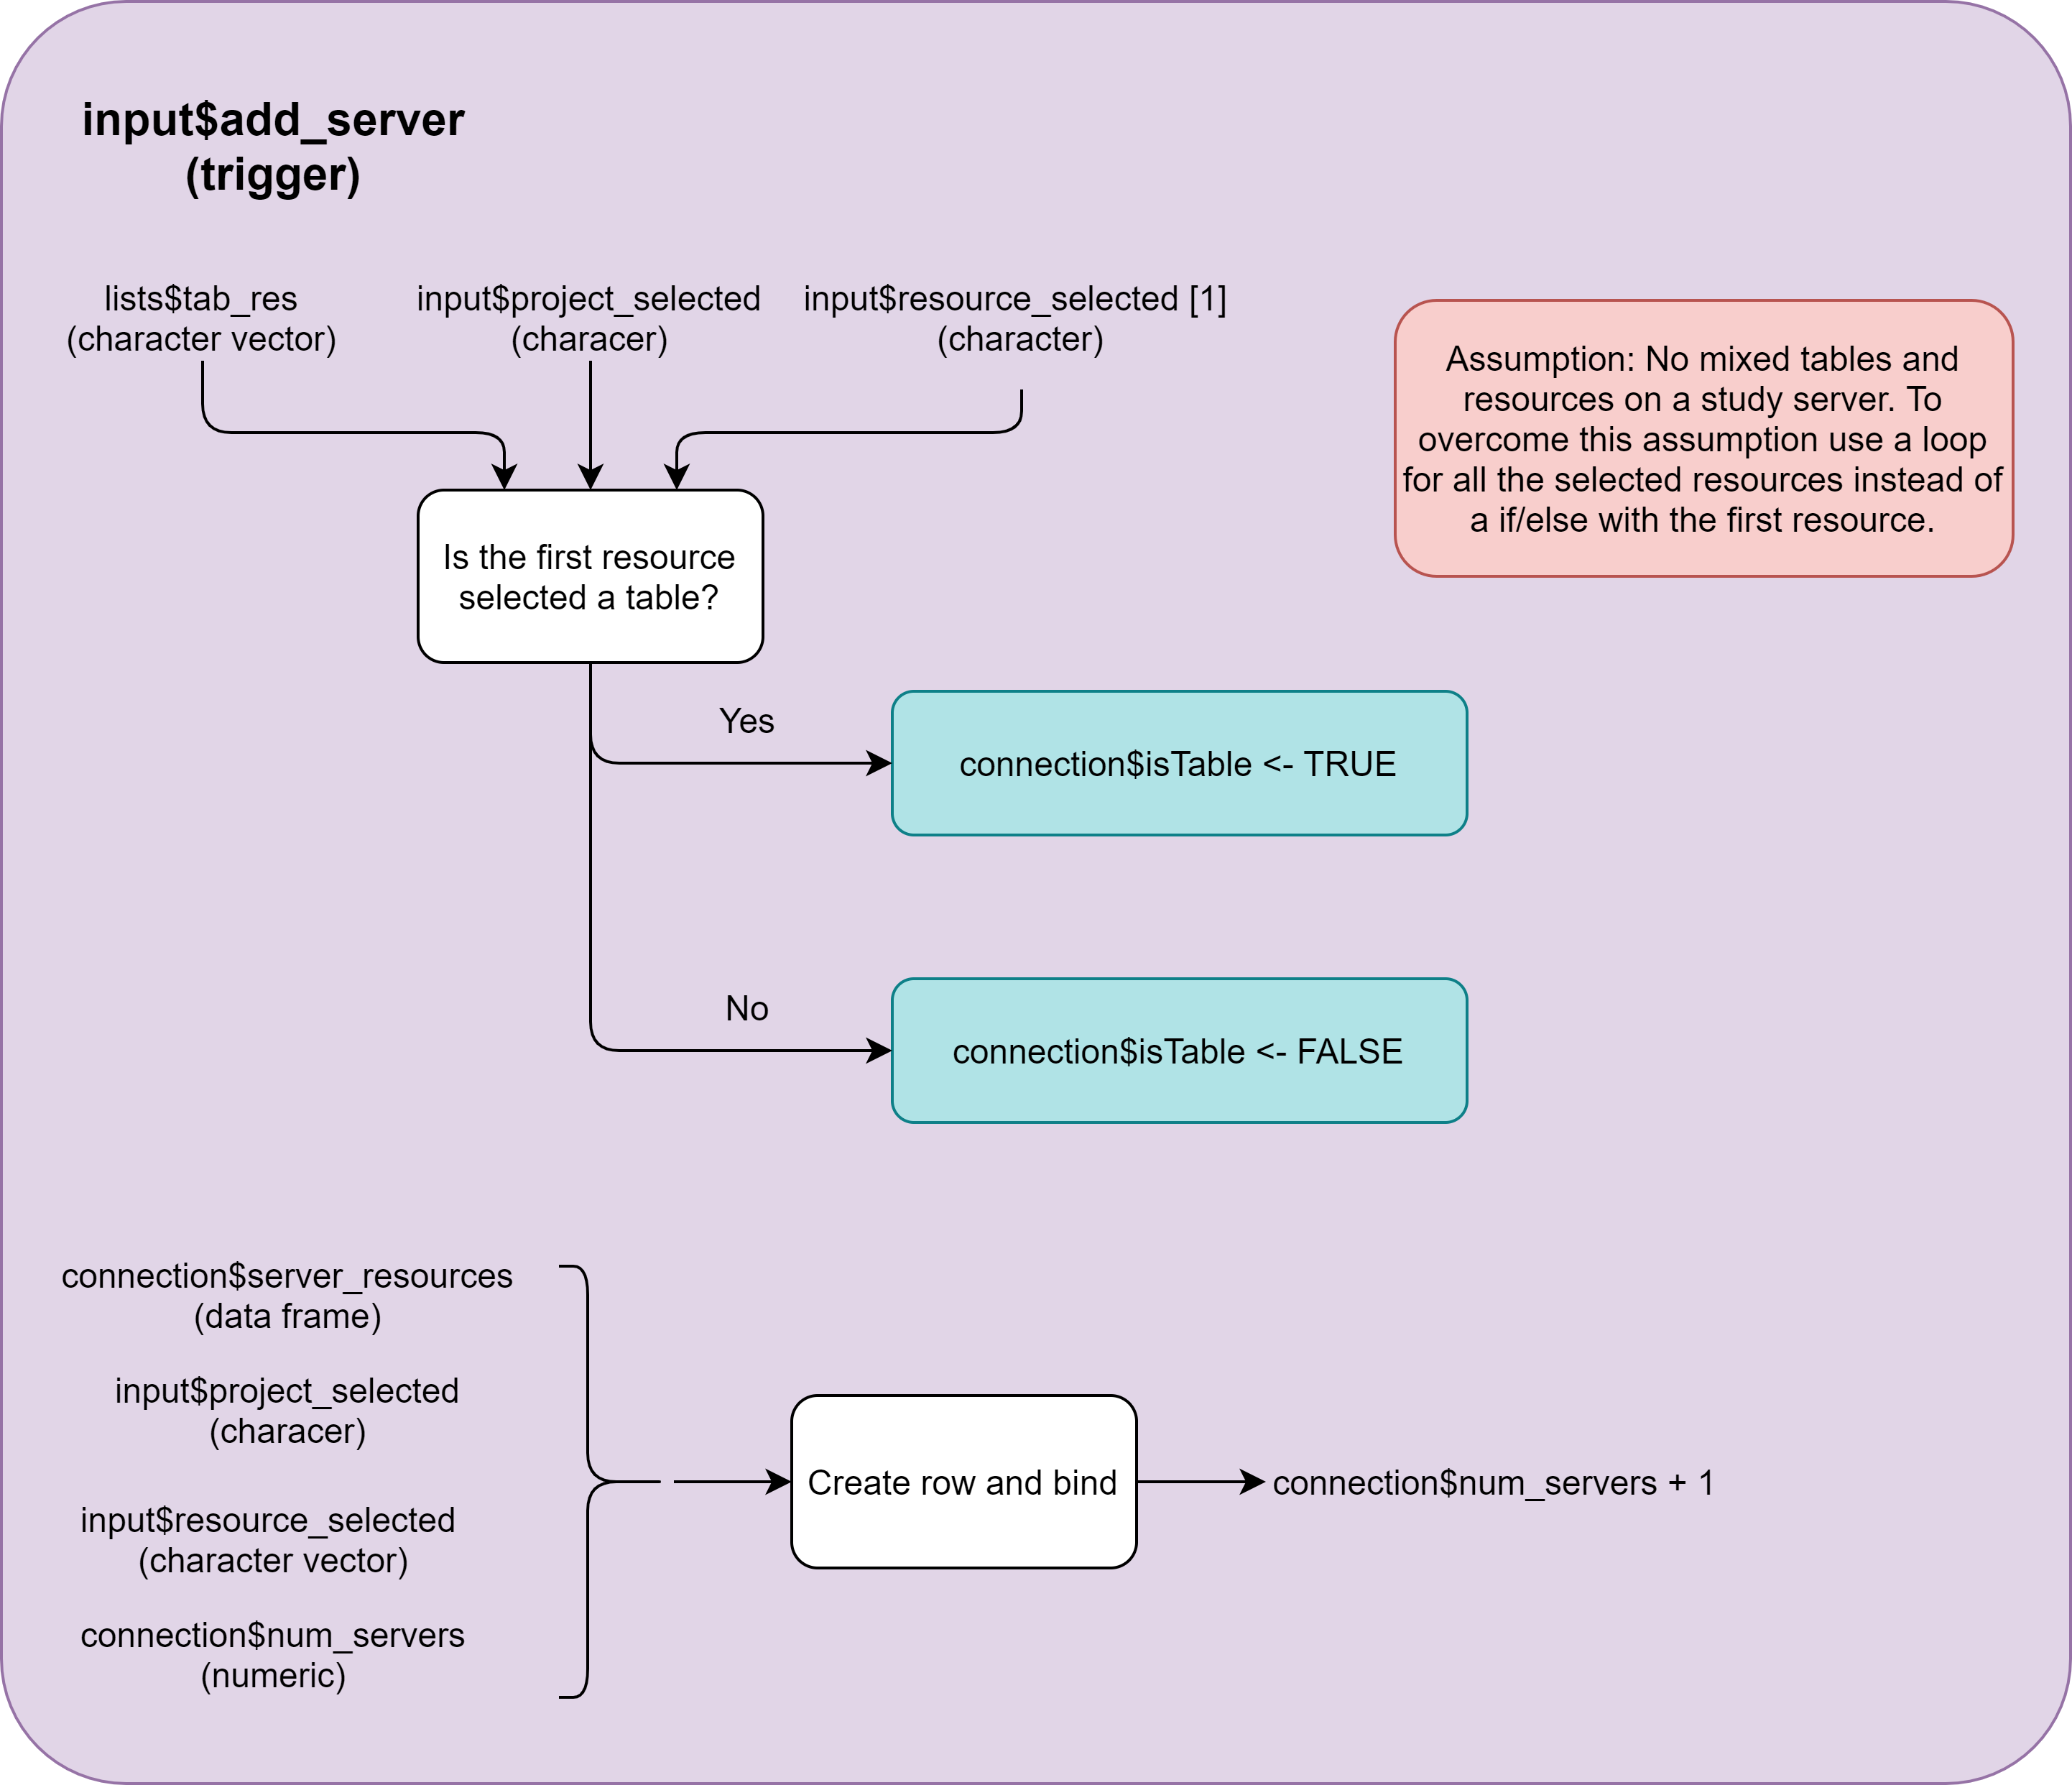 input$add_server
(trigger)
lists$tab_res
(character vector)
input$project_selected
(characer)
input$resource_selected [1]
(character)
Assumption: No mixed tables and
resources on a study server. To
overcome this assumption use a loop
for all the selected resources instead of
a if/else with the first resource.
Is the first resource
selected a table?
Yes
connection$isTable <- TRUE
No
connection$isTable <- FALSE
connection$server_resources
(data frame)
input$project_selected
(characer)
input$resource_selected
(character vector)
connection$num_servers
(numeric)
Create row and bind
connection$num_servers + 1